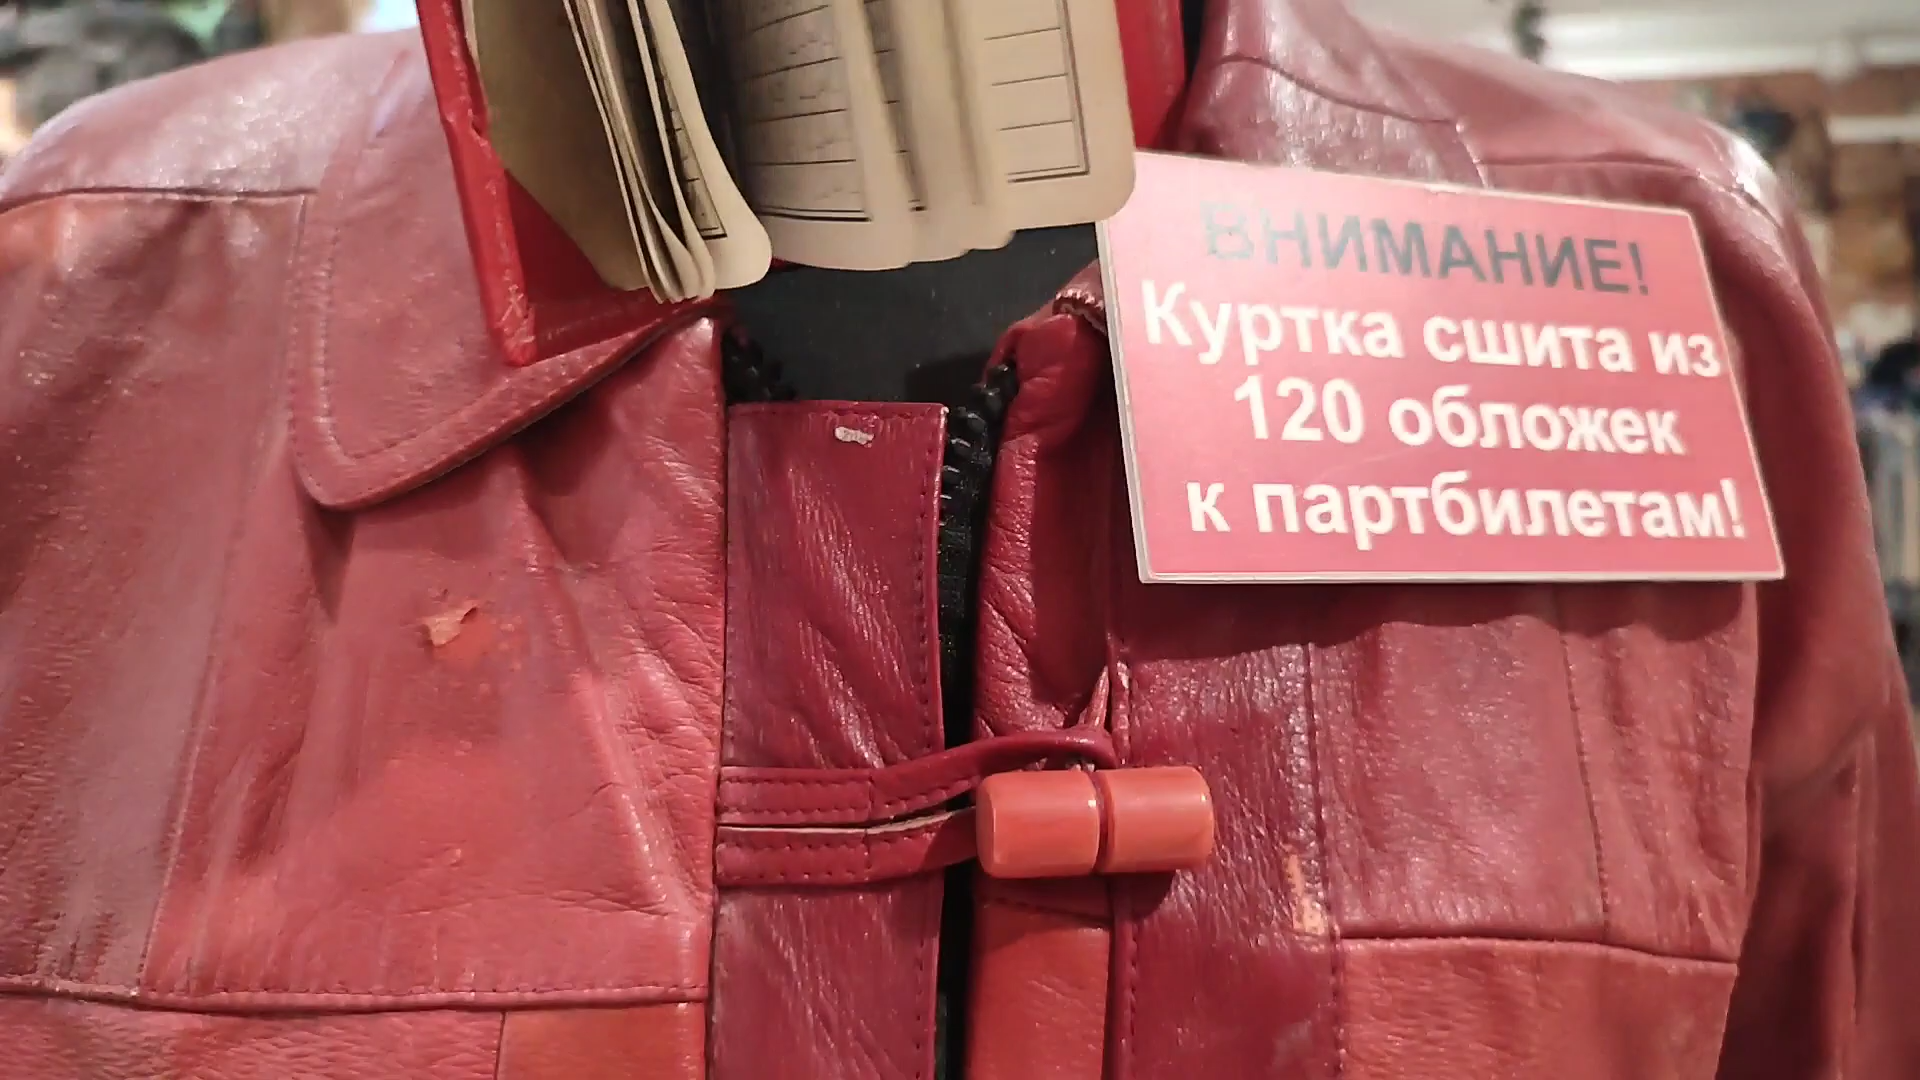 ВНИМАНИЕ!
Куртка сшита из
120 обложек
к партбилетам!